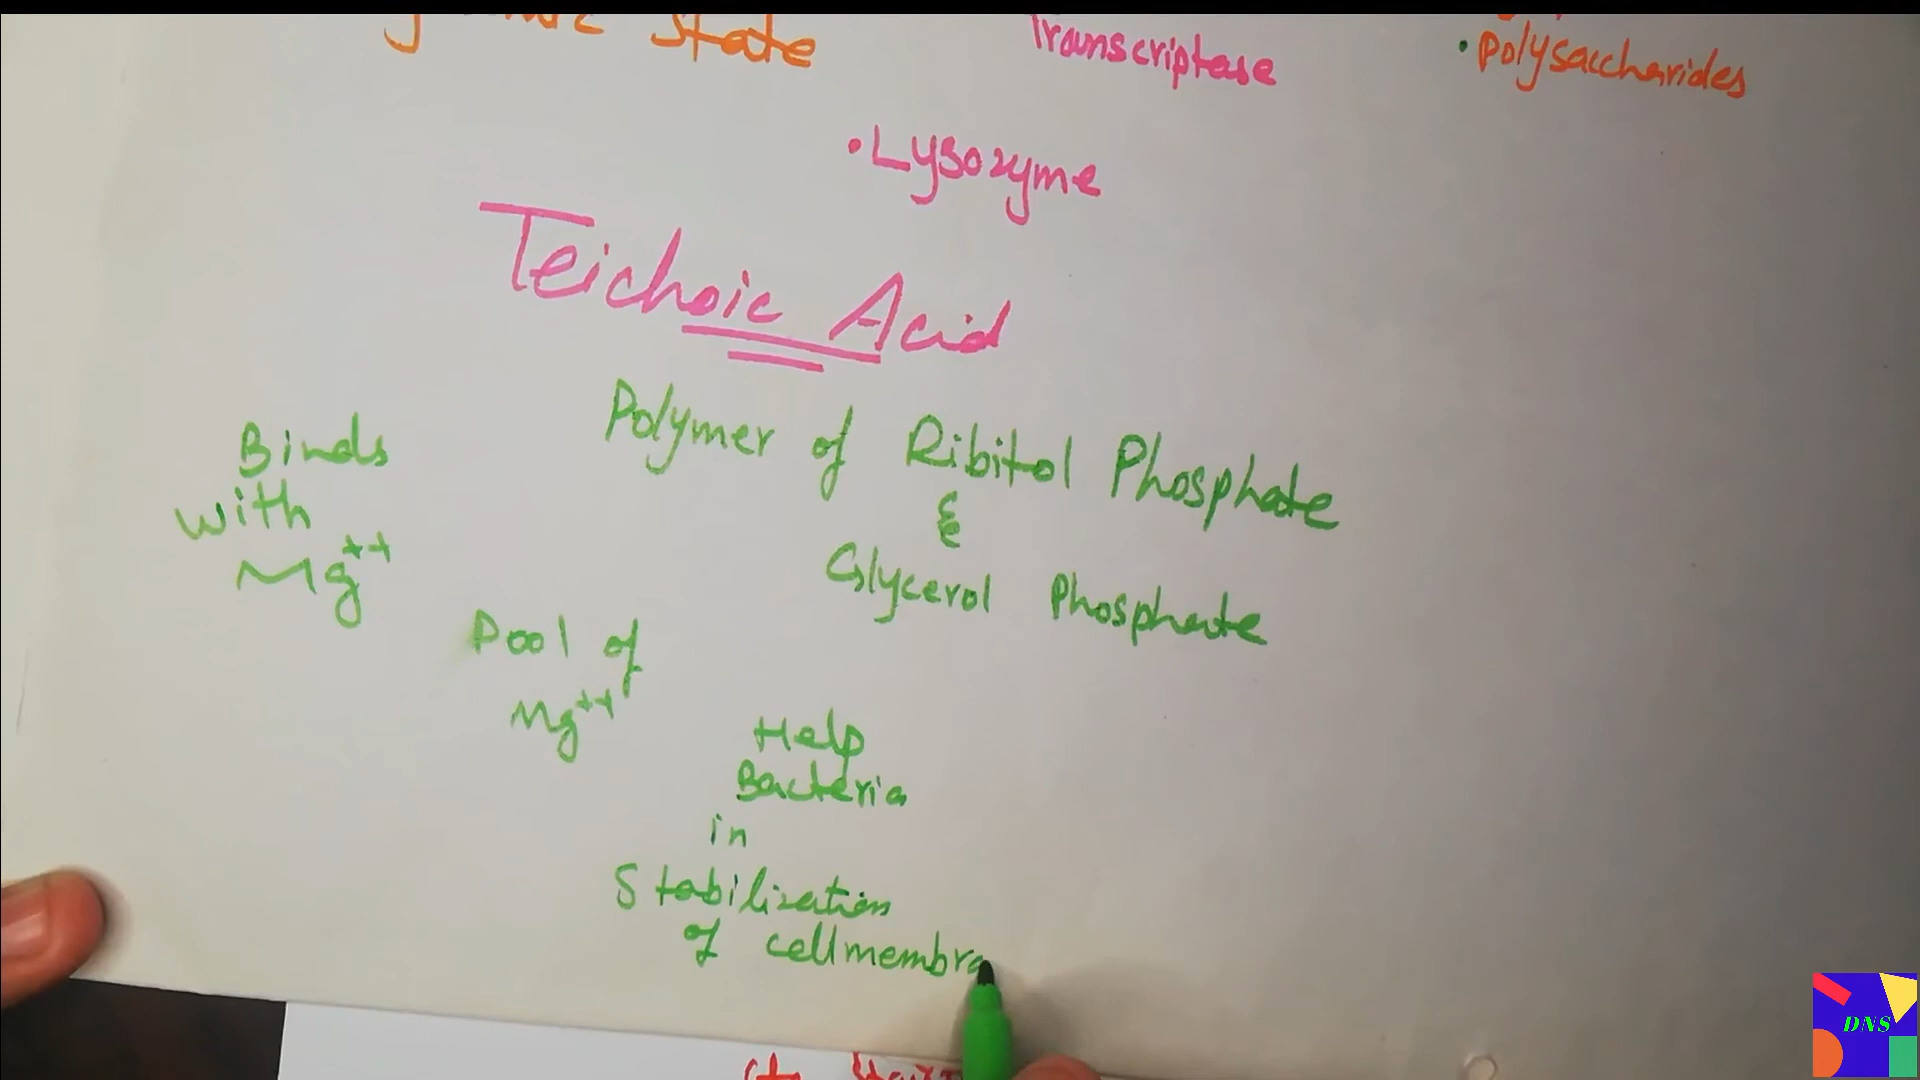 State
Transcriptase
• Polysaccharides
• Lysozyme
Teichoic Acid
Polymer of Ribitol Phosphate
&
Glycerol Phosphate
Binds
with
Mg++
Pool of
Mg++
Help
Bacteria
in
Stabilization
of cellmembra
DNS